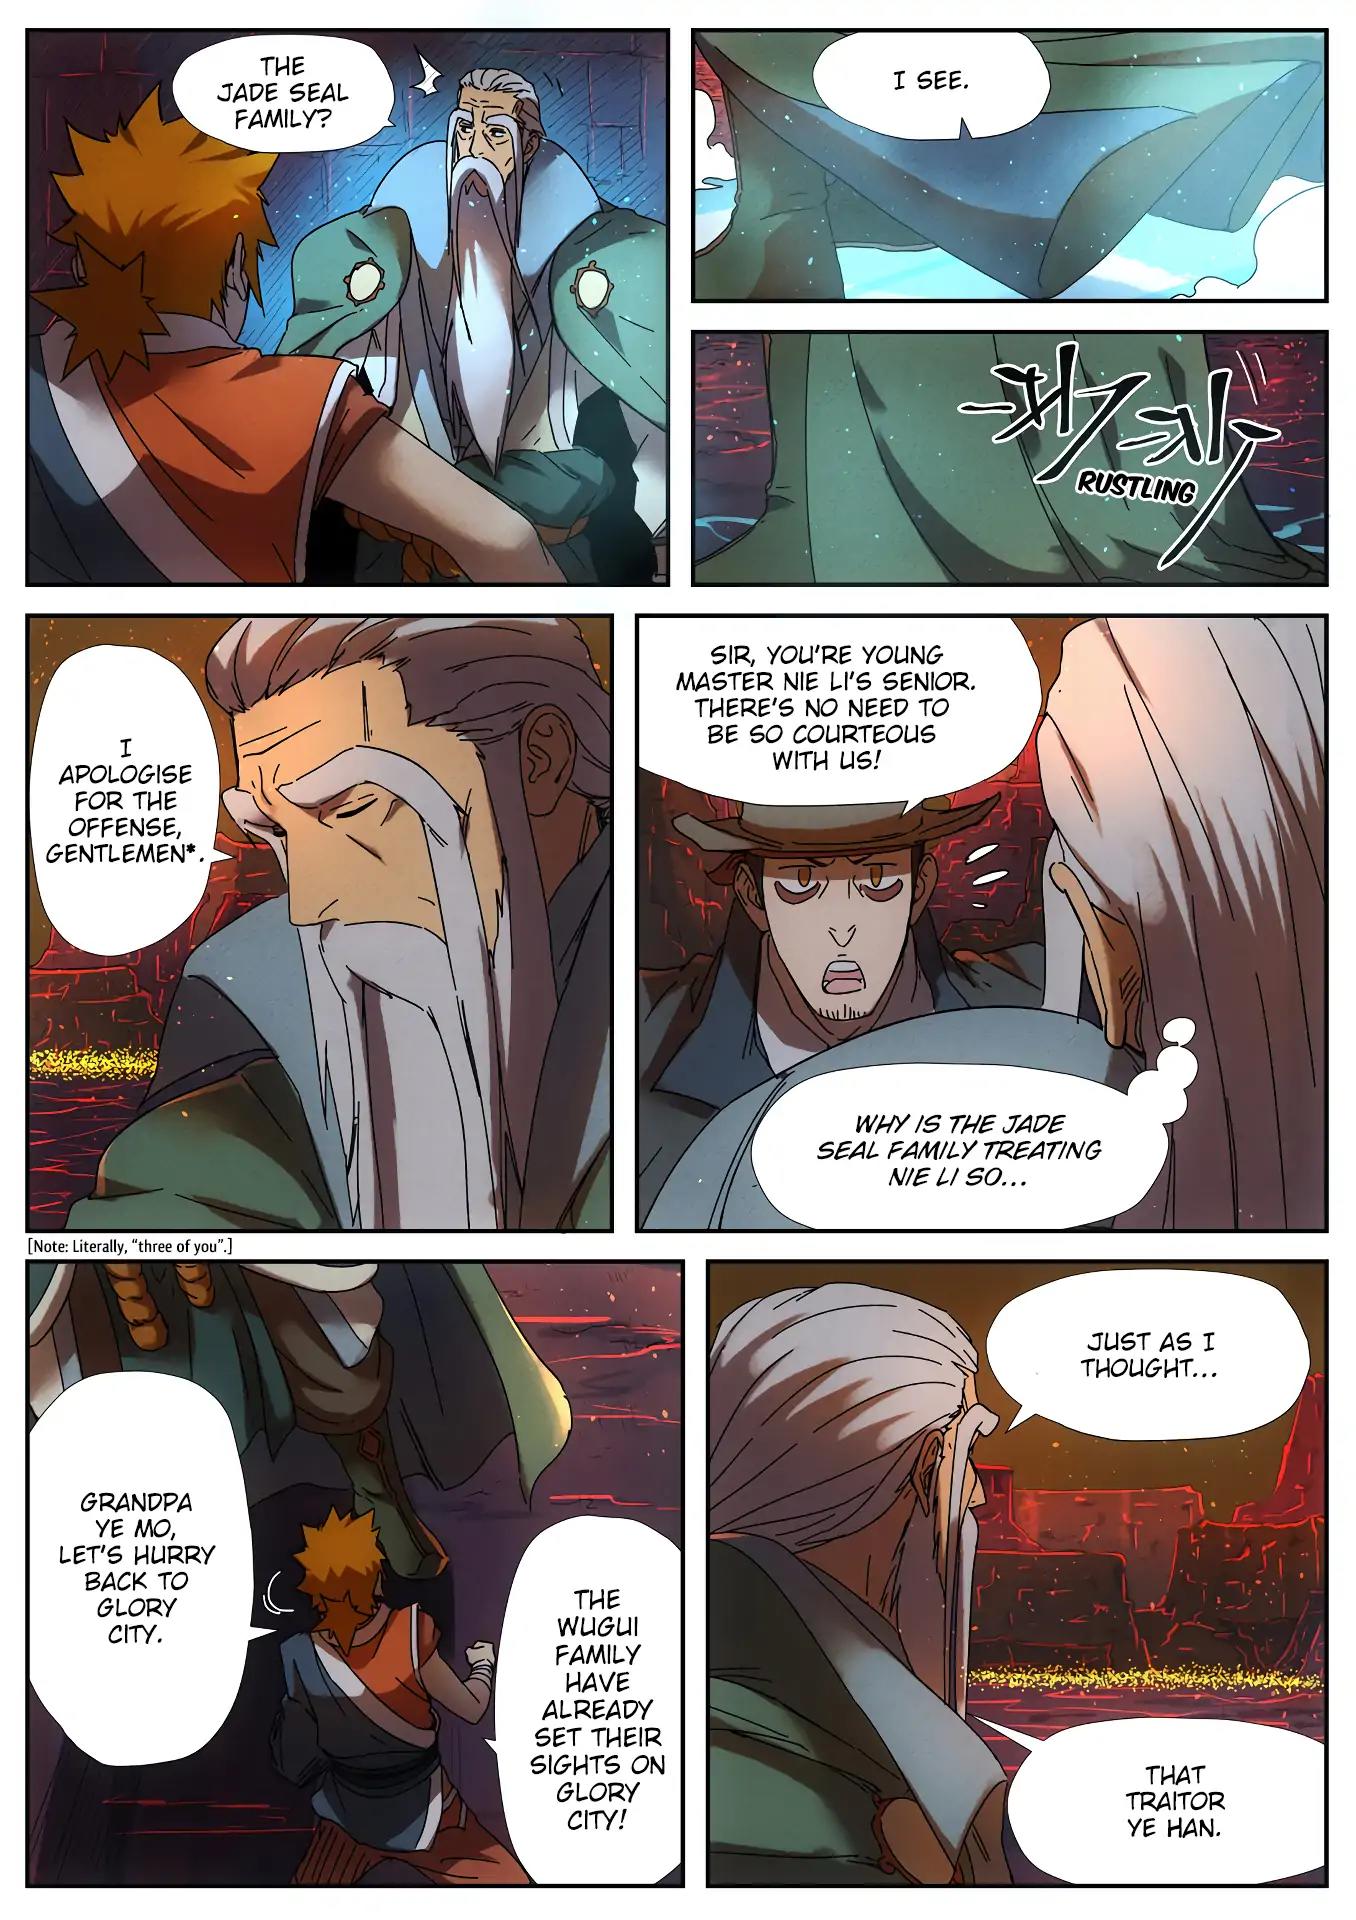 THE
JADE SEAL
FAMILY?
I SEE.
RUSTLING
I
APOLOGISE
FOR THE
OFFENSE,
GENTLEMEN*.
SIR, YOU'RE YOUNG
MASTER NIE LI'S SENIOR.
THERE'S NO NEED TO
BE SO COURTEOUS
WITH US!
WHY IS THE JADE
SEAL FAMILY TREATING
NIE LI SO...
[Note: Literally, "three of you".]
GRANDPA
YE MO,
LET'S HURRY
BACK TO
GLORY
CITY.
THE
WUGUI
FAMILY
HAVE
ALREADY
SET THEIR
SIGHTS ON
GLORY
CITY!
JUST AS I
THOUGHT...
THAT
TRAITOR
YE HAN.